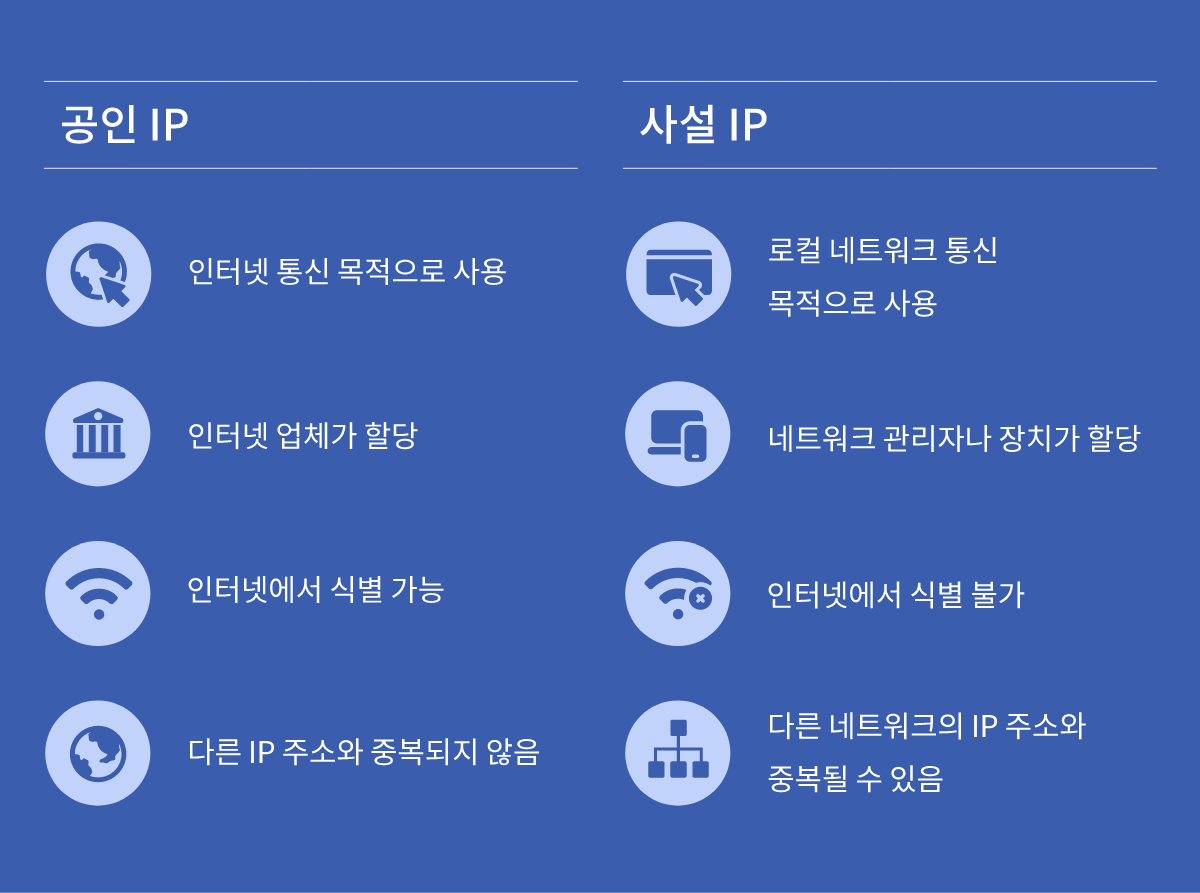 공인 IP
인터넷 통신 목적으로 사용
인터넷 업체가 할당
인터넷에서 식별 가능
다른 IP 주소와 중복되지 않음
사설 IP
로컬 네트워크 통신
목적으로 사용
네트워크 관리자나 장치가 할당
인터넷에서 식별 불가
다른 네트워크의 IP 주소와
중복될 수 있음